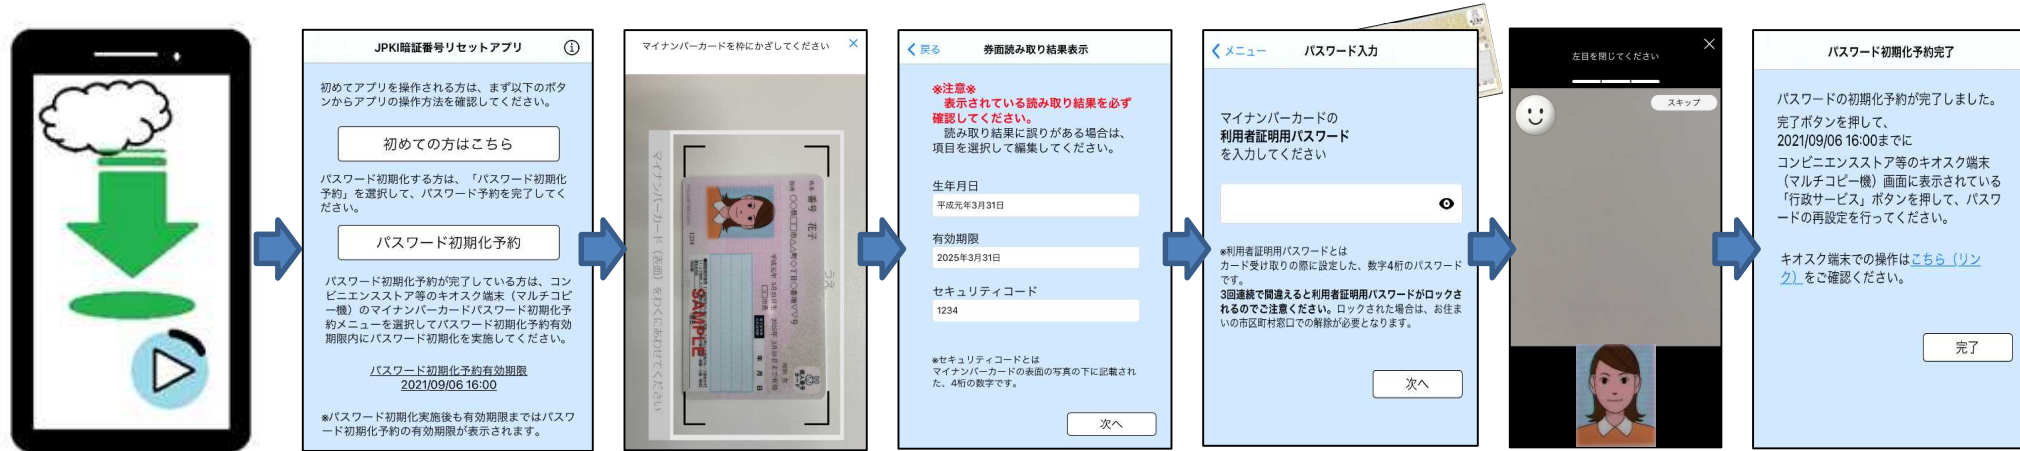 JPKI暗証番号リセットアプリ
初めてアプリを操作される方は、まず以下のボタ
ンからアプリの操作方法を確認してください。
初めての方はこちら
パスワード初期化する方は、「パスワード初期化
予約」を選択して、パスワード予約を完了してく
ださい。
パスワード初期化予約
パスワード初期化予約が完了している方は、コン
ビニエンスストア等のキオスク端末（マルチコピ
ー機）のマイナンバーカードパスワード初期化予
約メニューを選択してパスワード初期化予約有効
期限内にパスワード初期化を実施してください。
パスワード初期化予約有効期限
2021/09/06 16:00
※パスワード初期化実施後も有効期限まではパスワ
ード初期化予約の有効期限が表示されます。
マイナンバーカードを枠にかざしてください
マイナンバーカード（表面）をわくにあわせてください
うえ
番号 花子
1234
SAMPLE
戻る
券面読み取り結果表示
※注意※
表示されている読み取り結果を必ず
確認してください。
読み取り結果に誤りがある場合は、
項目を選択して編集してください。
生年月日
平成元年3月31日
有効期限
2025年3月31日
セキュリティコード
1234
※セキュリティコードとは
マイナンバーカードの表面の写真の下に記載され
た、4桁の数字です。
次へ
メニュー
パスワード入力
マイナンバーカードの
利用者証明用パスワード
を入力してください
※利用者証明用パスワードとは
カード受け取りの際に設定した、数字4桁のパスワード
です。
3回連続で間違えると利用者証明用パスワードがロックさ
れるのでご注意ください。ロックされた場合は、お住ま
いの市区町村窓口での解除が必要となります。
次へ
左目を閉じてください
スキップ
パスワード初期化予約完了
パスワードの初期化予約が完了しました。
完了ボタンを押して、
2021/09/06 16:00までに
コンビニエンスストア等のキオスク端末
（マルチコピー機）画面に表示されている
「行政サービス」ボタンを押して、パスワ
ードの再設定を行ってください。
キオスク端末での操作はこちら（リン
ク）をご確認ください。
完了